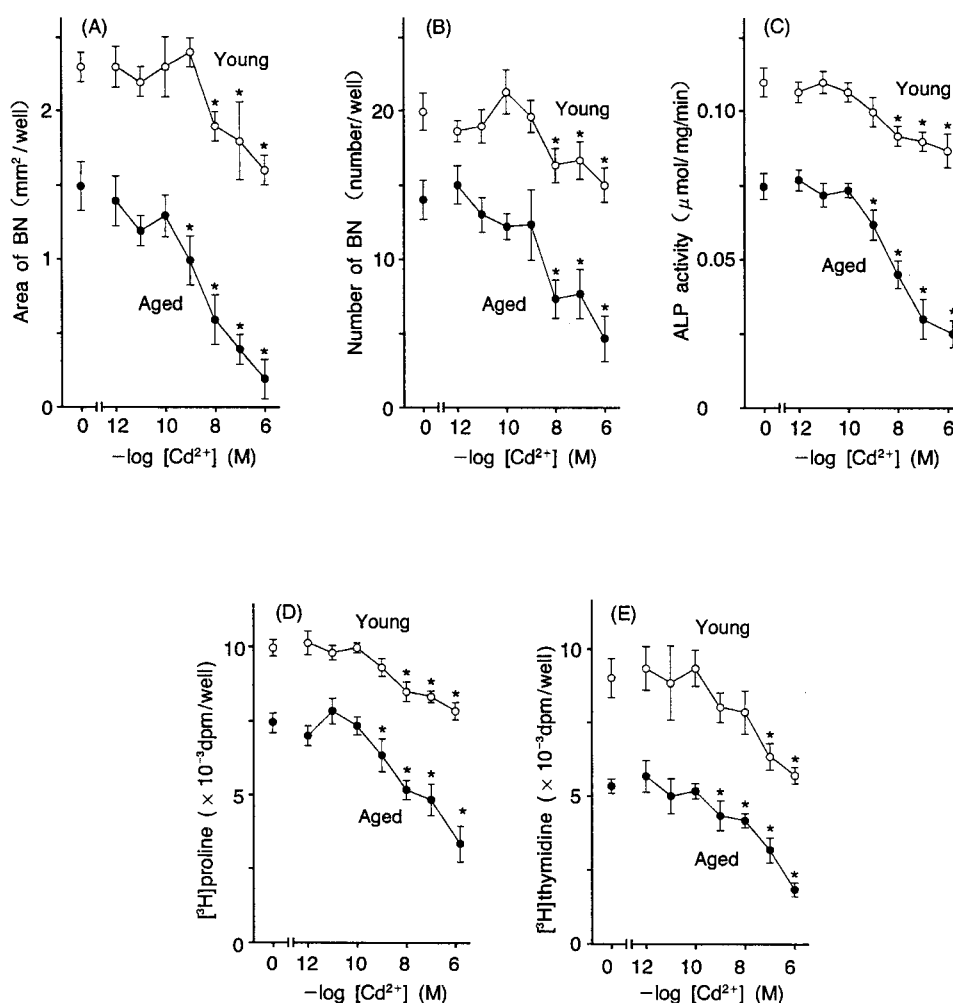 (A)
Area of BN (mm²/well)
2
1
0
Young
*
*
*
*
*
*
*
Aged
0 12 10 8 6
−log [Cd²⁺] (M)
(B)
Number of BN (number/well)
20
10
0
Young
*
*
*
*
*
*
Aged
0 12 10 8 6
−log [Cd²⁺] (M)
(C)
ALP activity (μmol/mg/min)
0.10
0.05
0
Young
*
*
*
*
*
*
*
Aged
0 12 10 8 6
−log [Cd²⁺] (M)
(D)
[³H]proline (×10⁻³dpm/well)
10
5
0
Young
*
*
*
*
*
*
*
Aged
0 12 10 8 6
−log [Cd²⁺] (M)
(E)
[³H]thymidine (×10⁻³dpm/well)
10
5
0
Young
*
*
*
*
*
*
Aged
0 12 10 8 6
−log [Cd²⁺] (M)